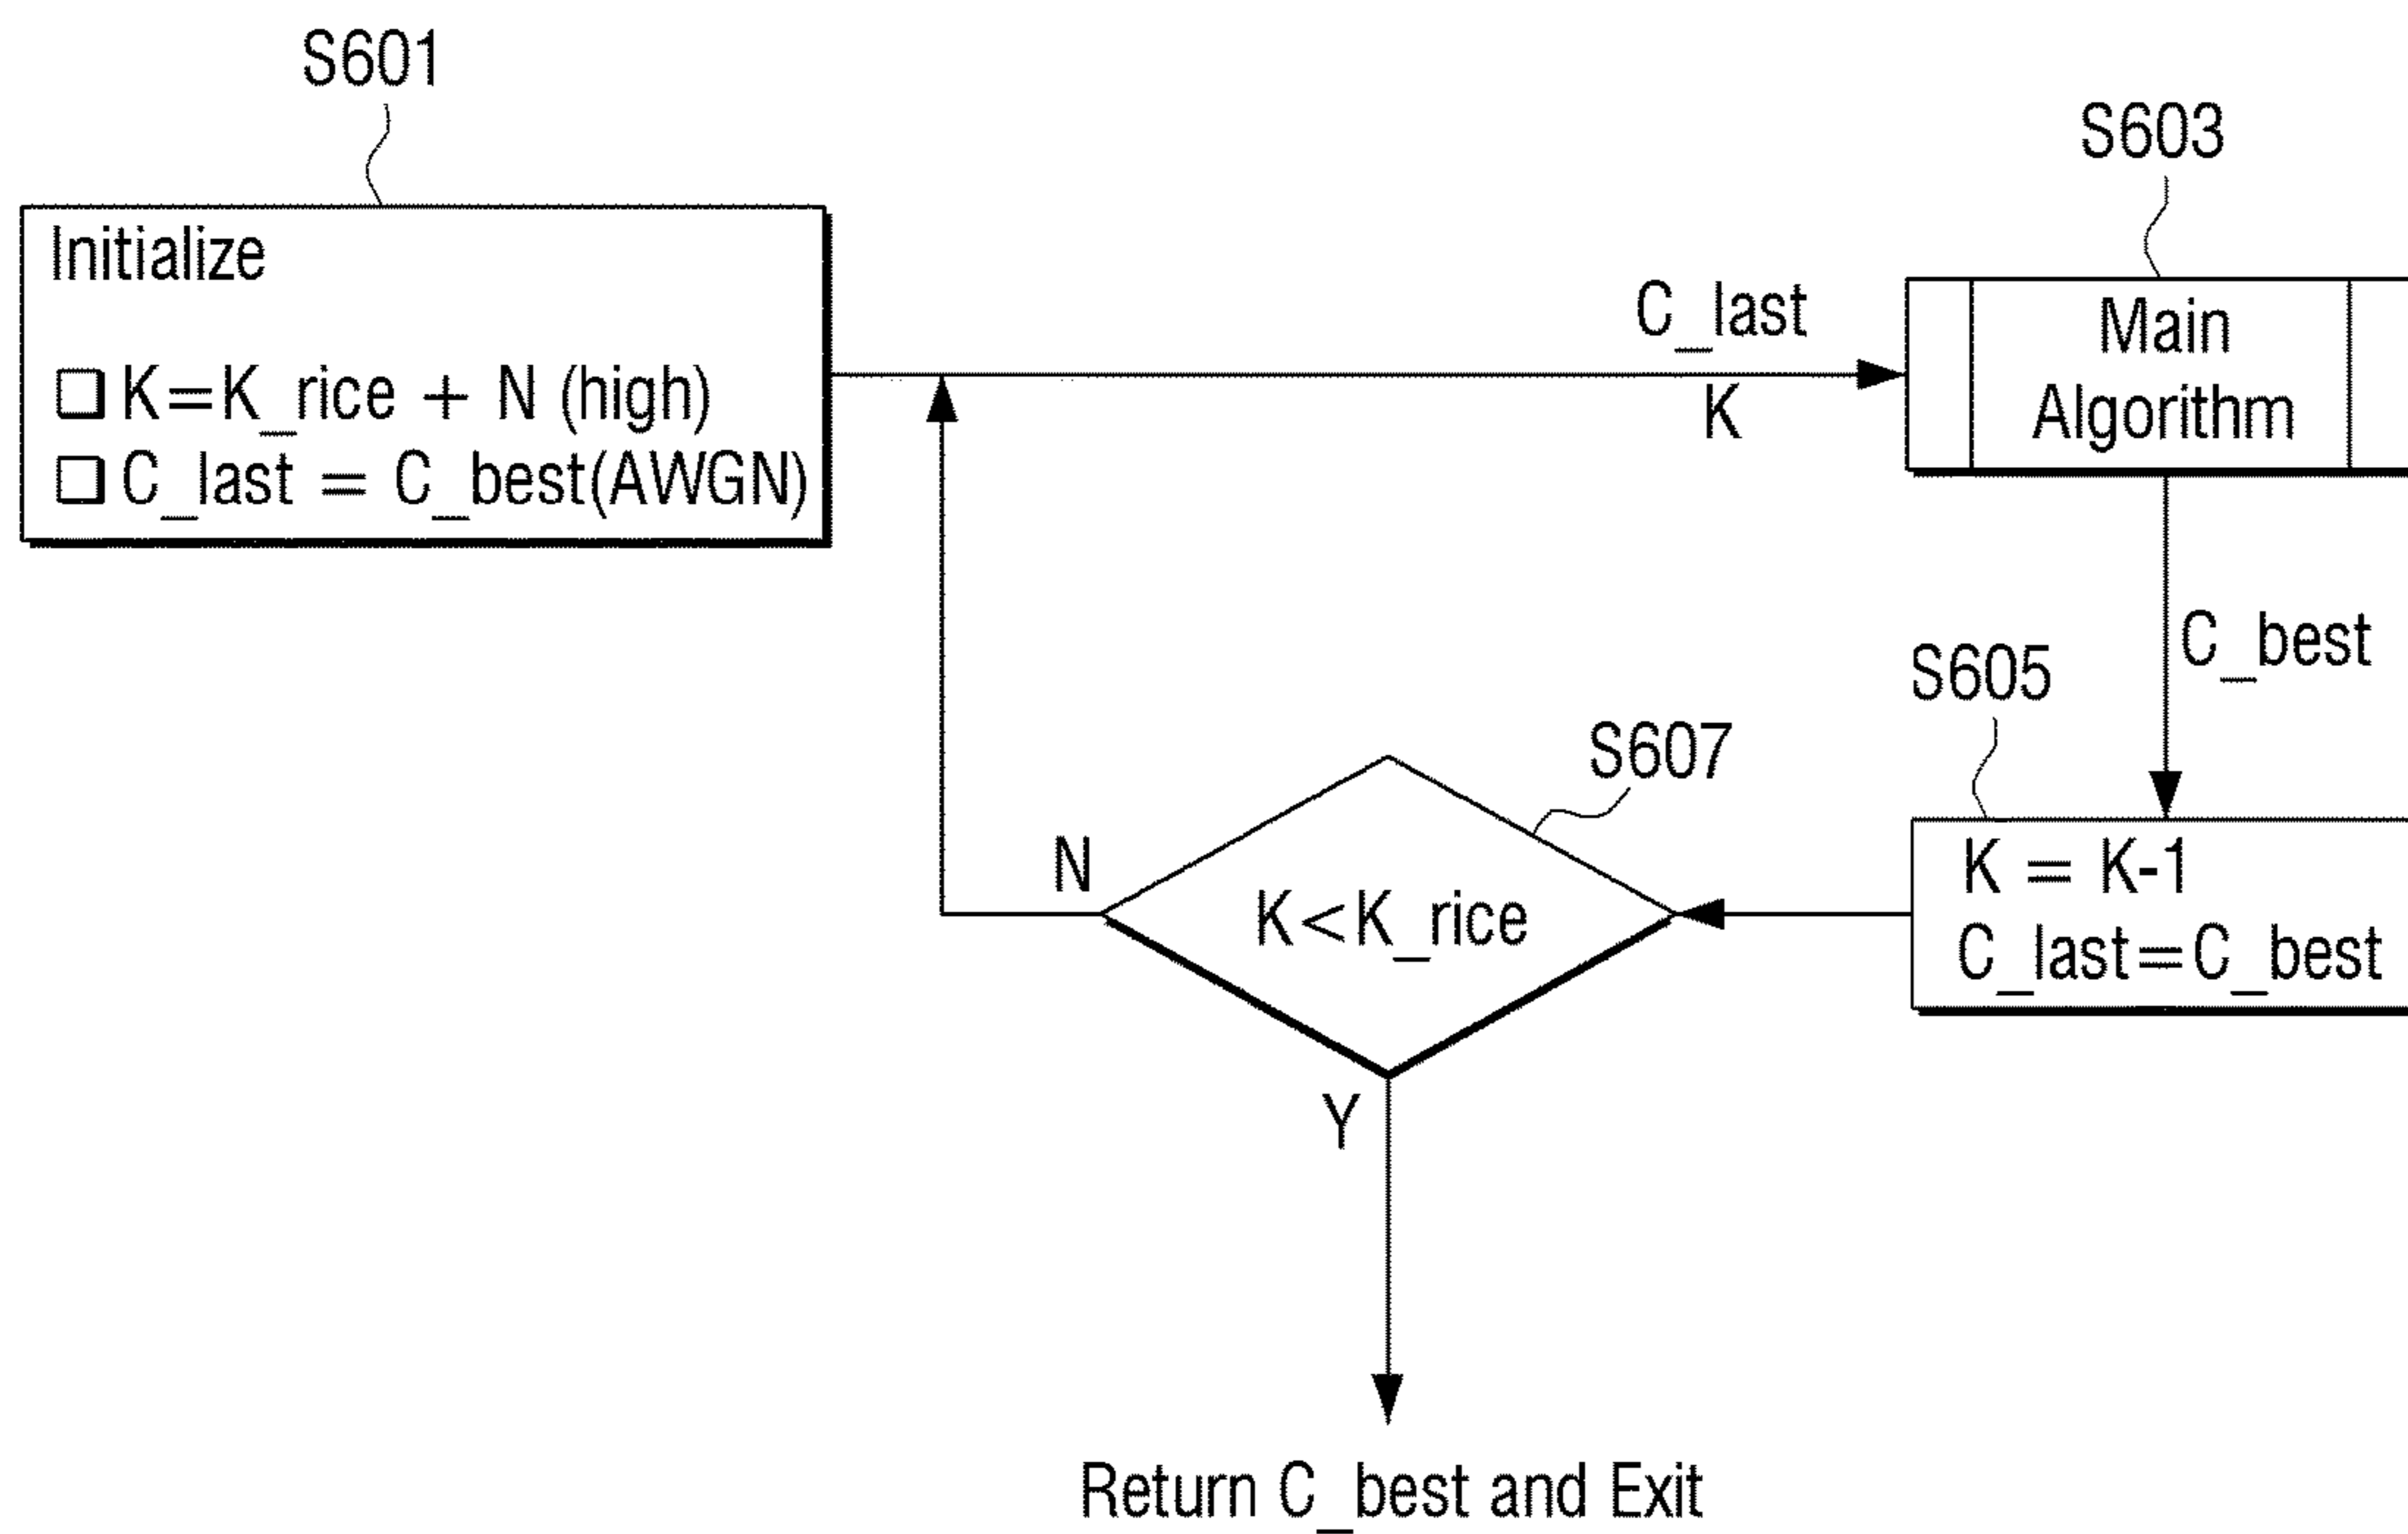 S601
Initialize
K=K_rice + N (high)
C_last = C_best(AWGN)
C_last
K
S603
Main
Algorithm
C_best
S605
K = K-1
C_last=C_best
S607
K<K_rice
N
Y
Return C_best and Exit